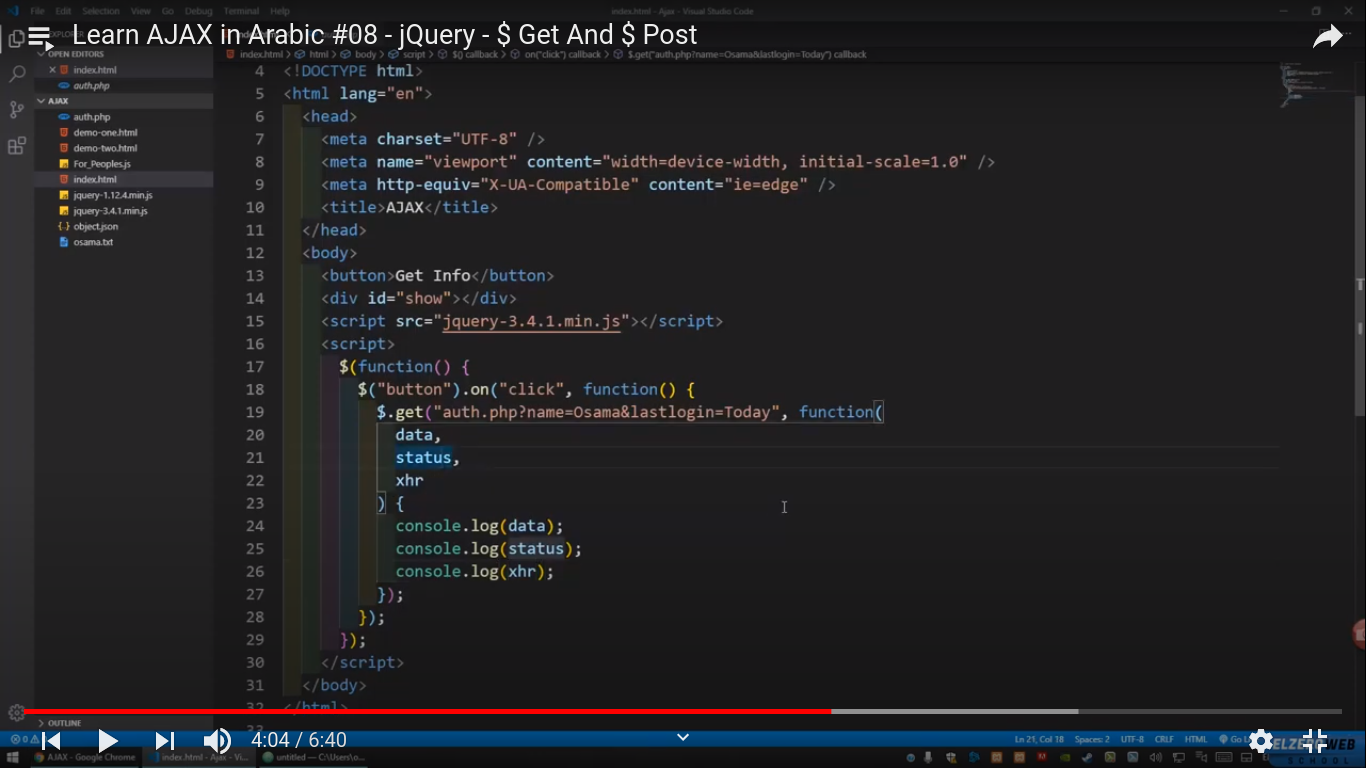 File Edit Selection View Go Debug Terminal Help index.html - Ajax - Visual Studio Code
Learn AJAX in Arabic #08 - jQuery - $ Get And $ Post
OPEN EDITORS
index.html
auth.php
AJAX
auth.php
demo-one.html
demo-two.html
For_Peoples.js
index.html
jquery-1.12.4.min.js
jquery-3.4.1.min.js
object.json
osama.txt
index.html > html > body > script > $() callback > on("click") callback > $.get("auth.php?name=Osama&lastlogin=Today") callback
4 <!DOCTYPE html>
5 <html lang="en">
6 <head>
7 <meta charset="UTF-8" />
8 <meta name="viewport" content="width=device-width, initial-scale=1.0" />
9 <meta http-equiv="X-UA-Compatible" content="ie=edge" />
10 <title>AJAX</title>
11 </head>
12 <body>
13 <button>Get Info</button>
14 <div id="show"></div>
15 <script src="jquery-3.4.1.min.js"></script>
16 <script>
17 $(function() {
18 $("button").on("click", function() {
19 $.get("auth.php?name=Osama&lastlogin=Today", function(
20 data,
21 status,
22 xhr
23 ) {
24 console.log(data);
25 console.log(status);
26 console.log(xhr);
27 });
28 });
29 });
30 </script>
31 </body>
32 </html>
33
OUTLINE
4:04 / 6:40
Ln 21, Col 18 Spaces: 2 UTF-8 CRLF HTML Go
ELZERO WEB
SCHOOL
AJAX - Google Chrome index.html - Ajax - Vi... untitled — C:\Users\o...